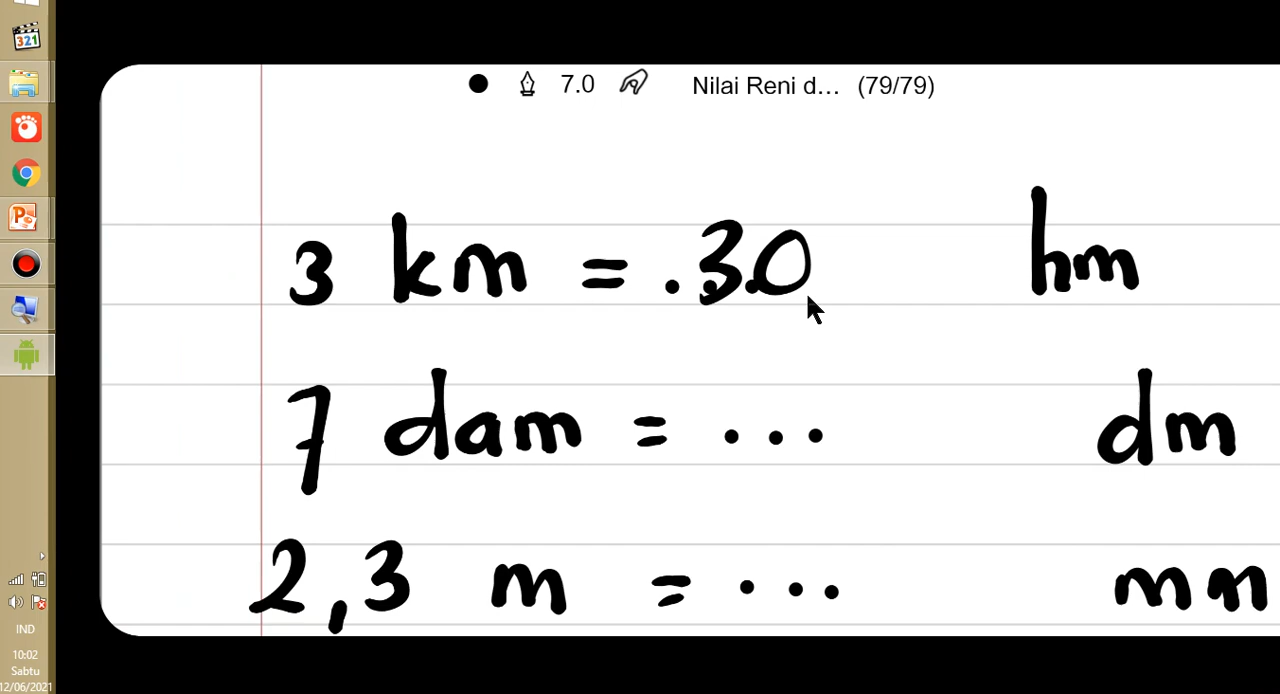 7.0 Nilai Reni d... (79/79)
3 km = .30 hm
7 dam = ... dm
2,3 m = ... mm
321
IND
10:02
Sabtu
12/06/2021